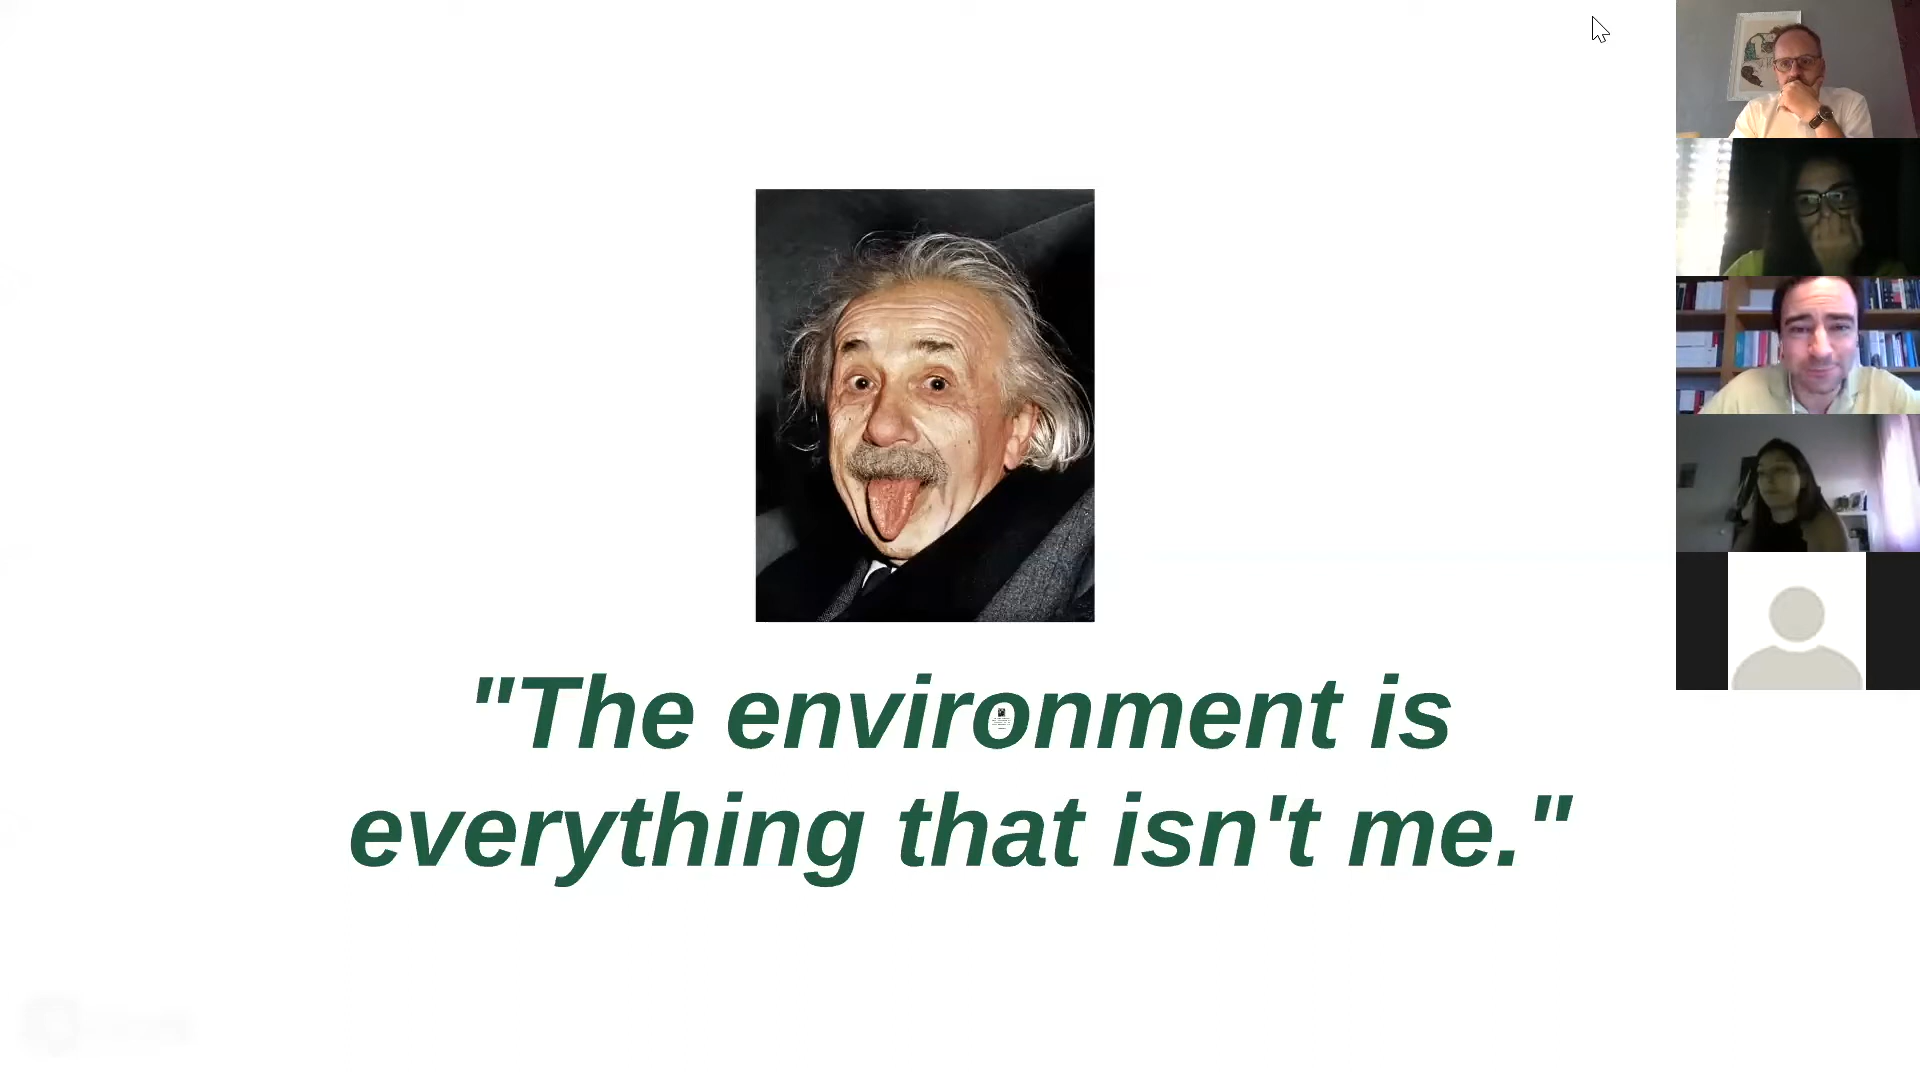 "The environment is
everything that isn't me."